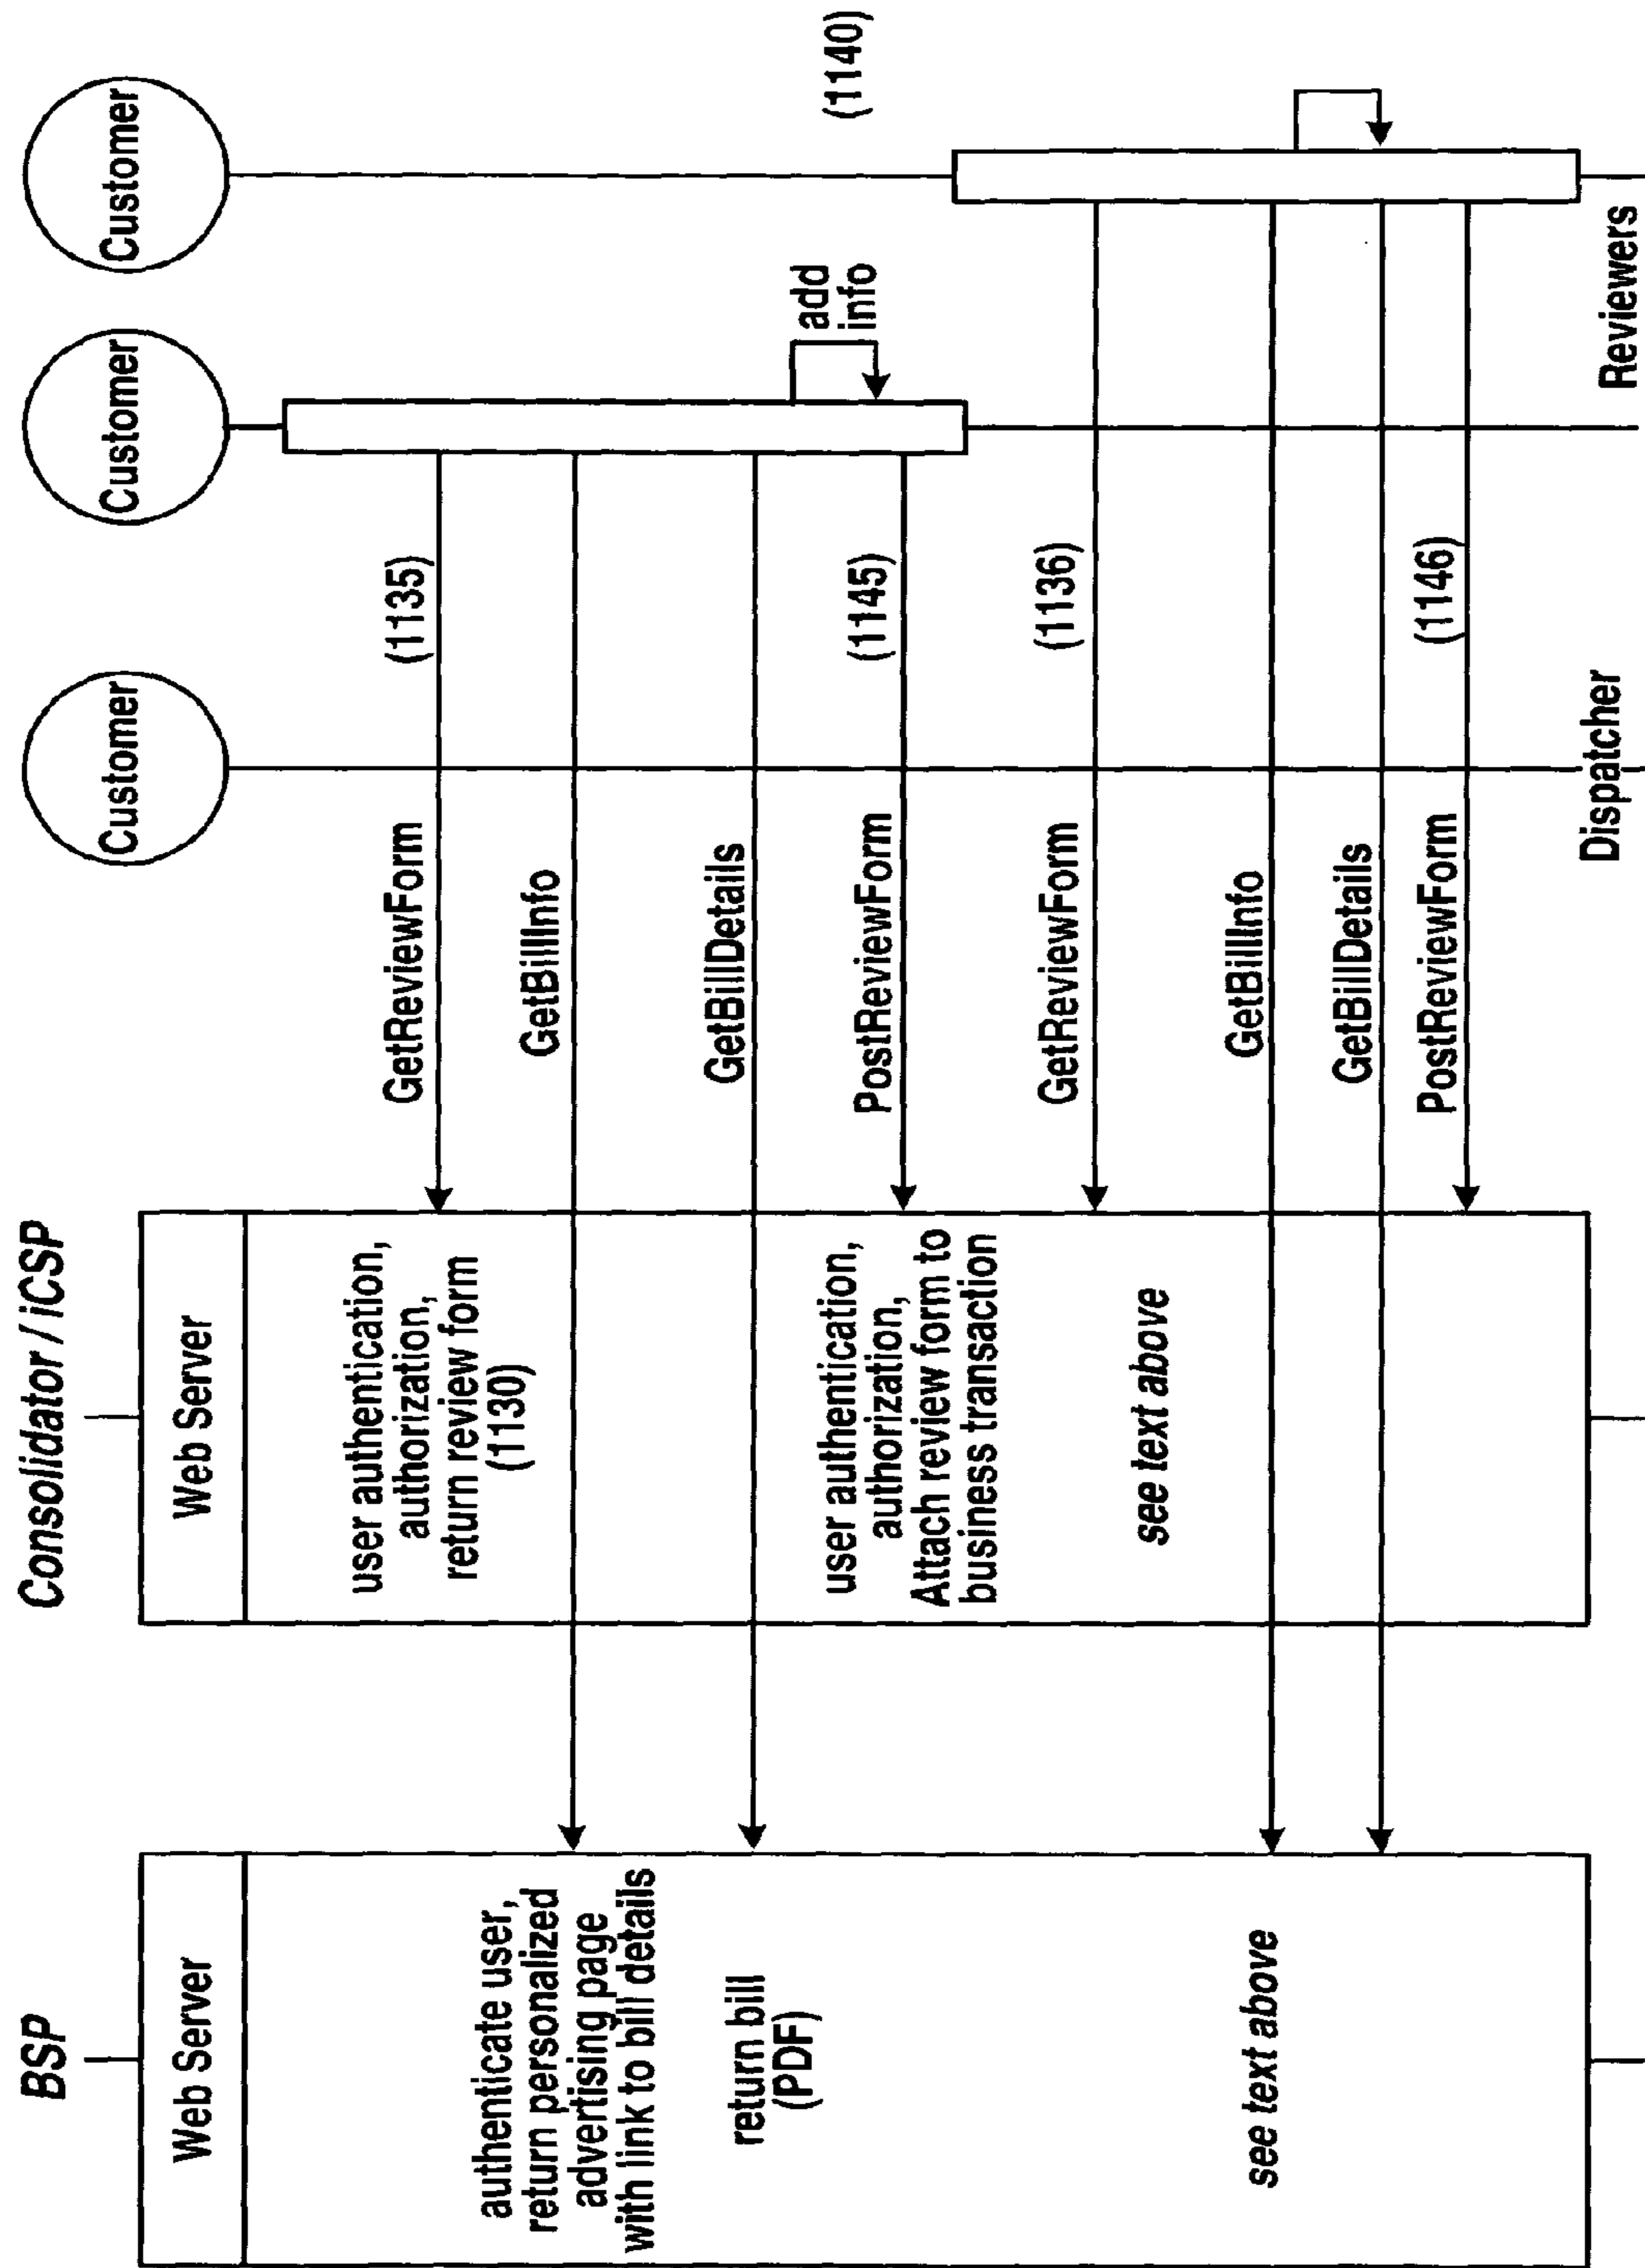 BSP
Consolidator / iCSP
Web Server
Web Server
Customer
Customer
Customer
user authentication,
authorization,
return review form
(1130)
GetReviewForm
(1135)
authenticate user,
return personalized
advertising page
with link to bill details
GetBillInfo
return bill
(PDF)
GetBillDetails
add
info
user authentication,
authorization,
Attach review form to
business transaction
PostReviewForm
(1145)
(1140)
see text above
GetReviewForm
(1136)
see text above
GetBillInfo
GetBillDetails
PostReviewForm
(1146)
Dispatcher
Reviewers